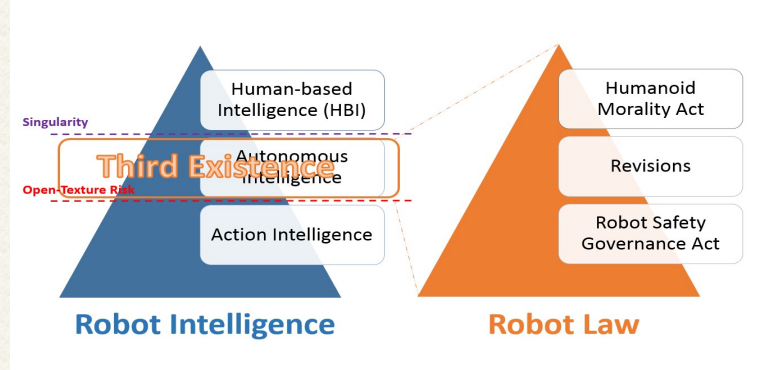 Human-based
Intelligence (HBI)
Singularity
Third Existence
Autonomous
Intelligence
Open-Texture Risk
Action Intelligence
Robot Intelligence
Humanoid
Morality Act
Revisions
Robot Safety
Governance Act
Robot Law